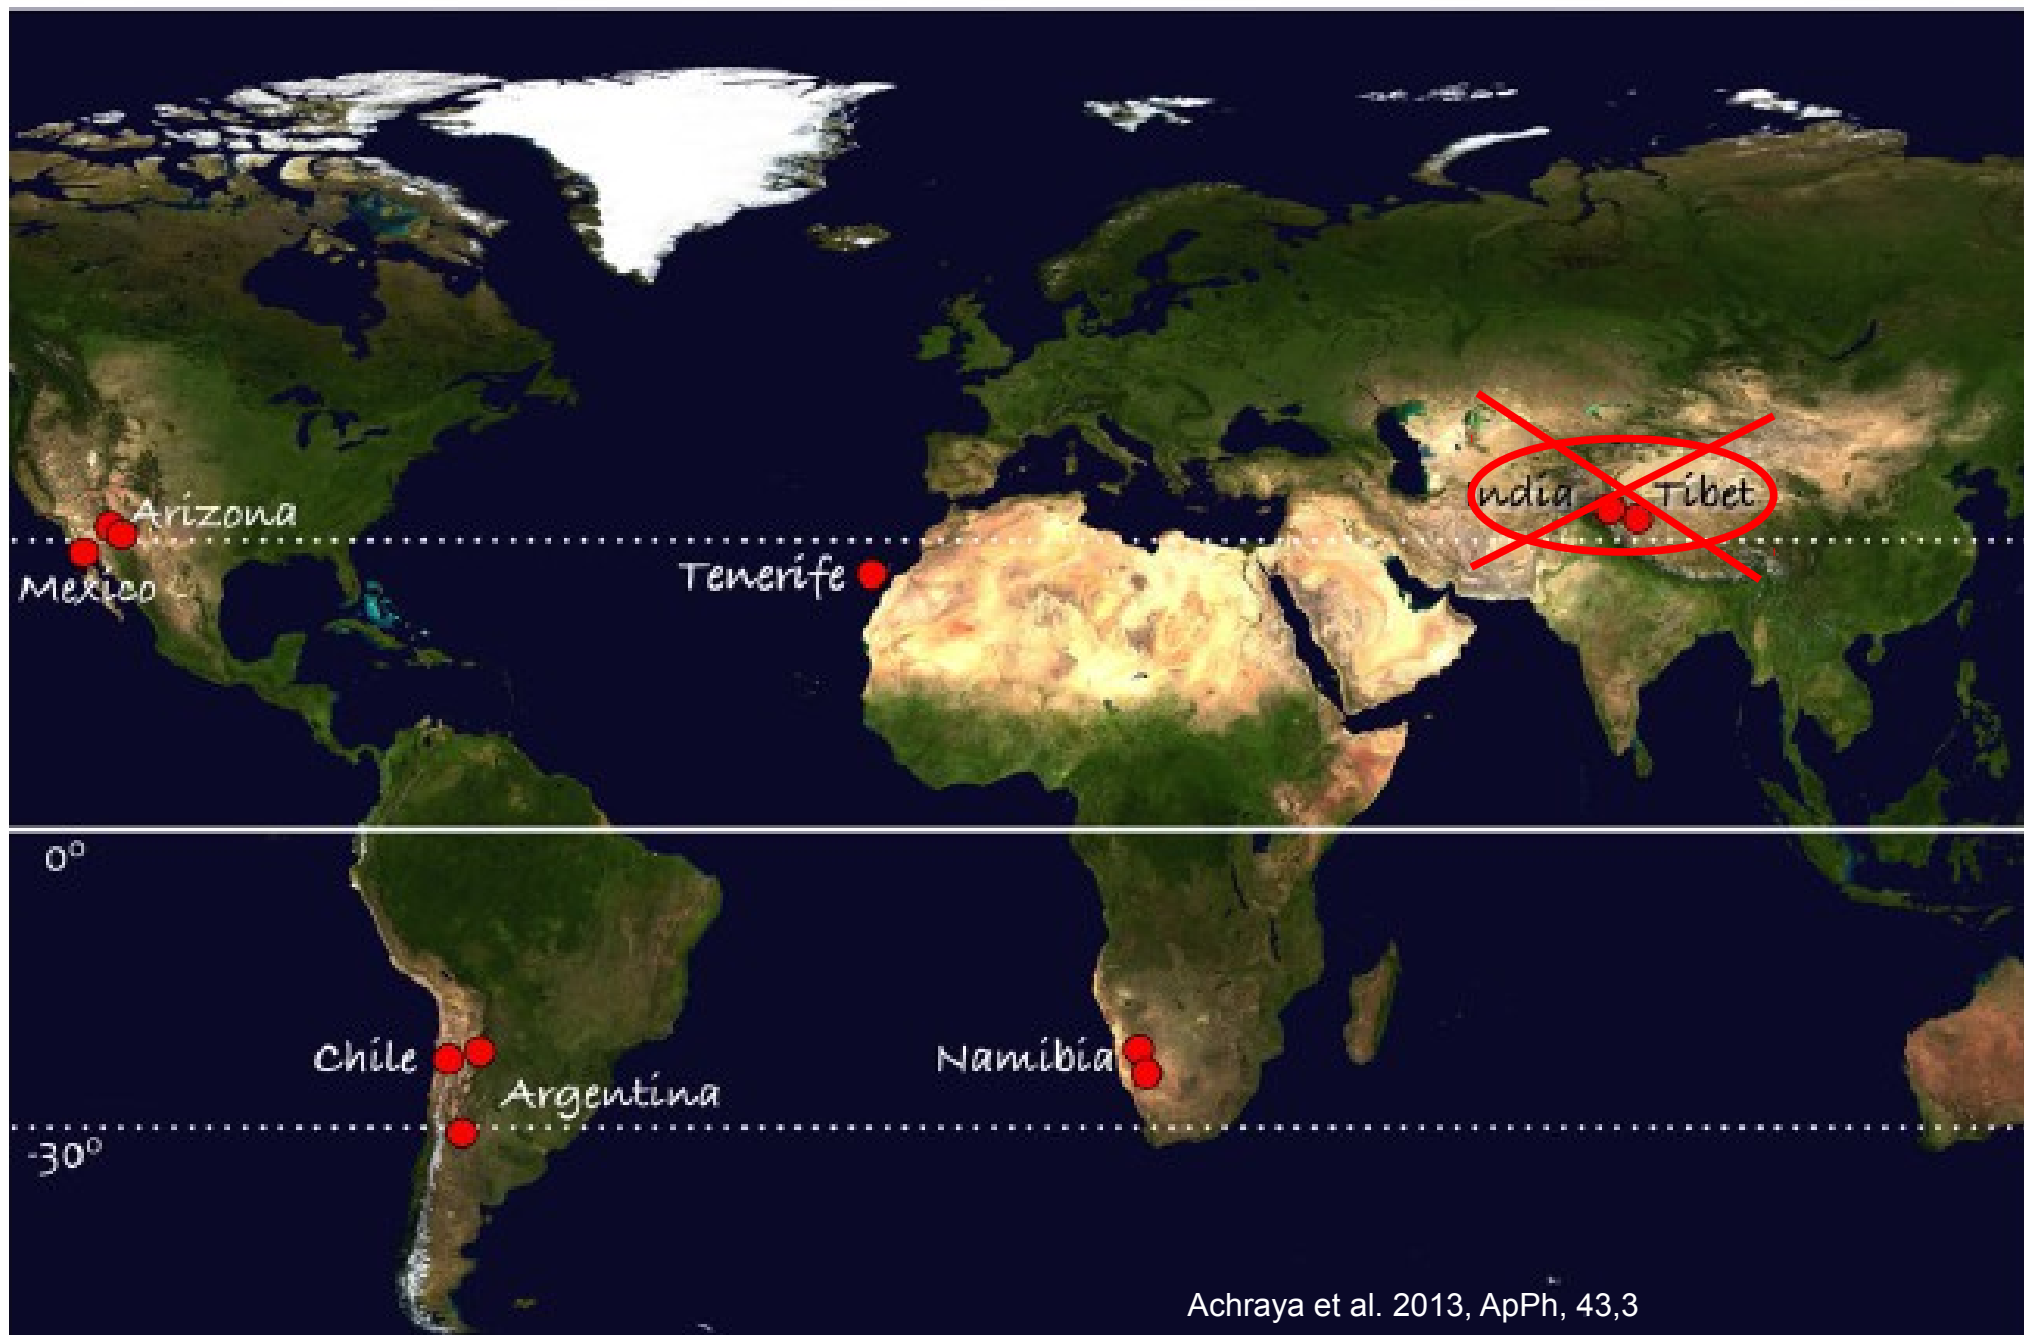 Arizona
Mexico
Tenerife
ndia
Tibet
0°
Chile
Argentina
Namibia
-30°
Achraya et al. 2013, ApPh, 43,3